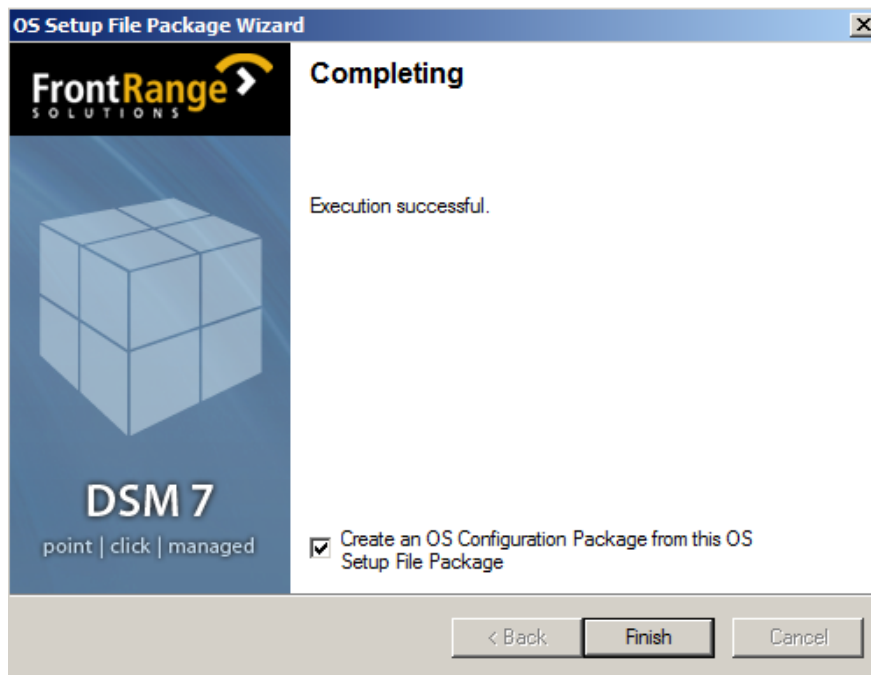 OS Setup File Package Wizard
FrontRange
SOLUTIONS
Completing
Execution successful.
DSM 7
point | click | managed
Create an OS Configuration Package from this OS
Setup File Package
< Back
Finish
Cancel